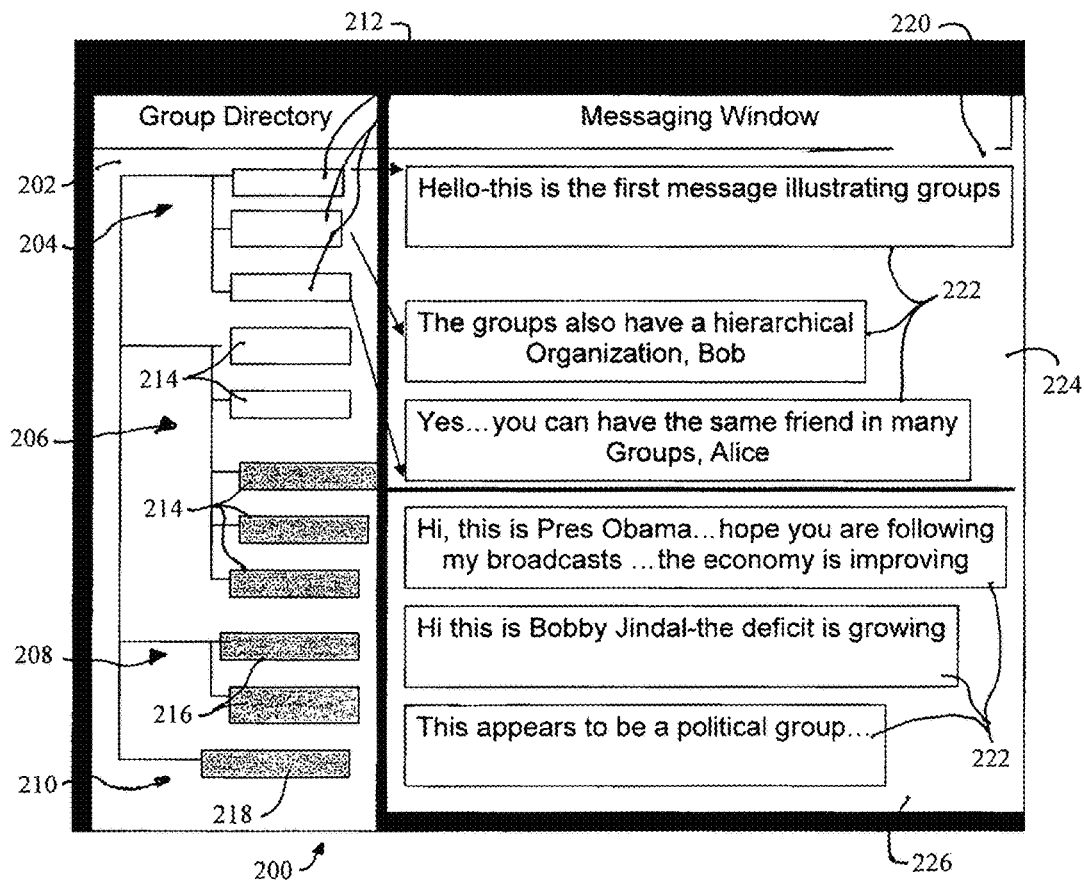 212
220
Group Directory
Messaging Window
202
Hello-this is the first message illustrating groups
204
222
The groups also have a hierarchical
Organization, Bob
214
224
206
Yes...you can have the same friend in many
Groups, Alice
214
Hi, this is Pres Obama...hope you are following
my broadcasts ...the economy is improving
208
Hi this is Bobby Jindal-the deficit is growing
216
This appears to be a political group...
222
210
218
200
226